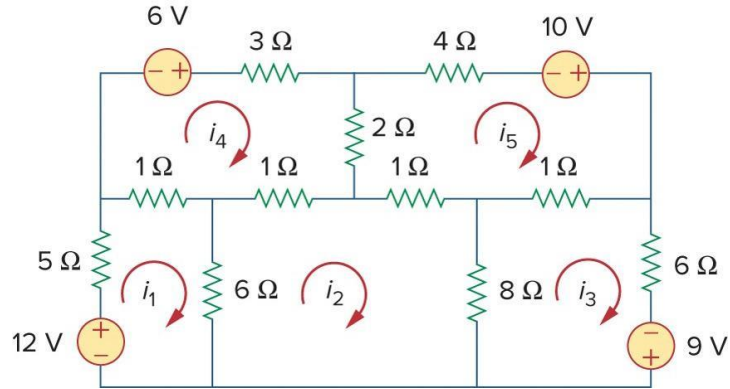 6 V
10 V
3 Ω
4 Ω
− +
− +
i4
2 Ω
i5
1 Ω
1 Ω
1 Ω
1 Ω
5 Ω
i1
6 Ω
i2
8 Ω
i3
6 Ω
12 V
+
−
−
+
9 V